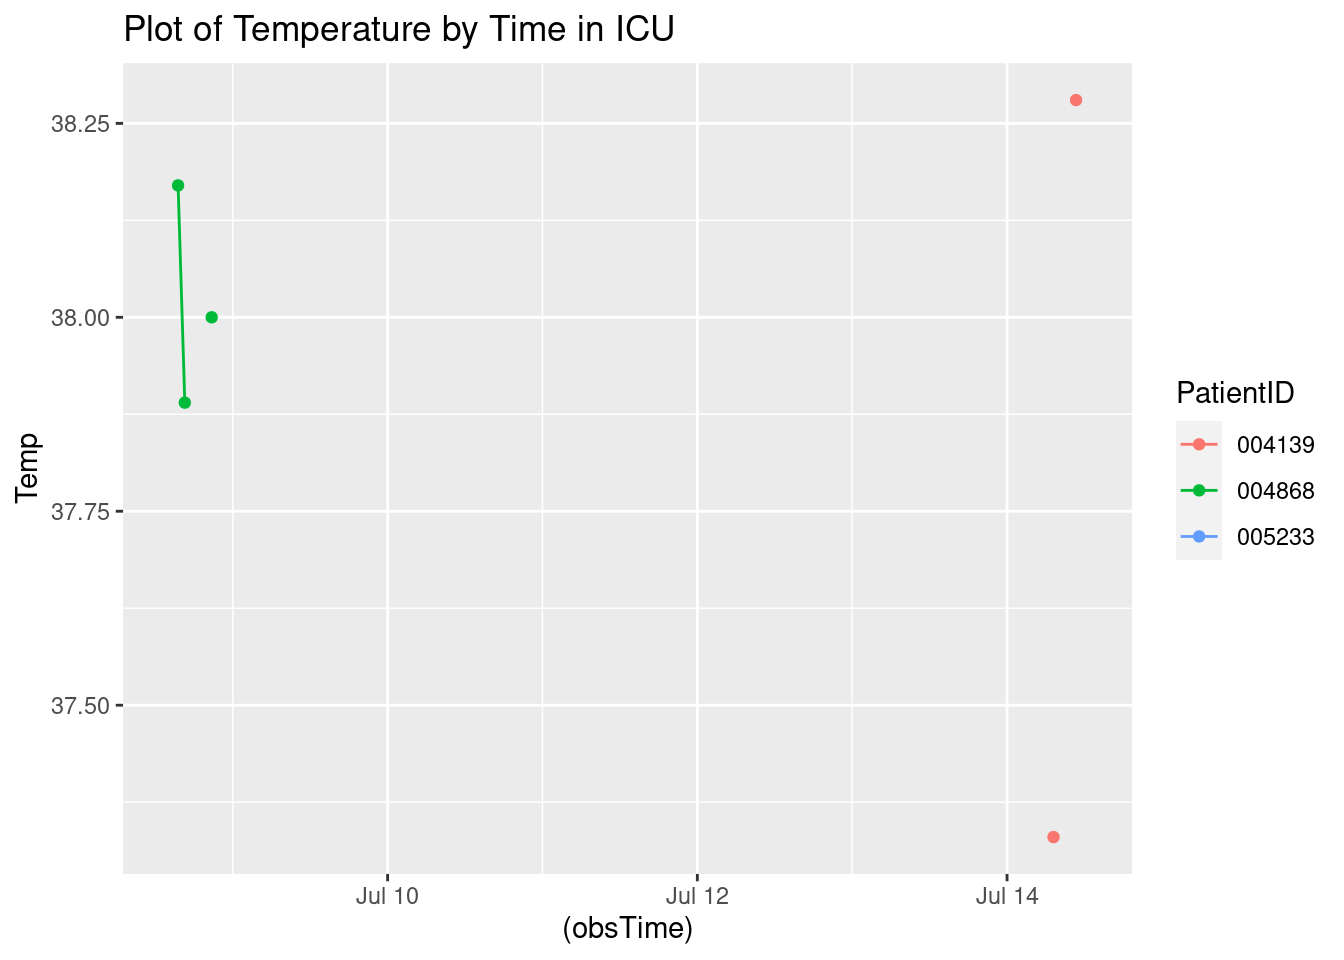 Plot of Temperature by Time in ICU
38.25
38.00
37.75
37.50
Temp
Jul 10
Jul 12
Jul 14
(obsTime)
PatientID
004139
004868
005233